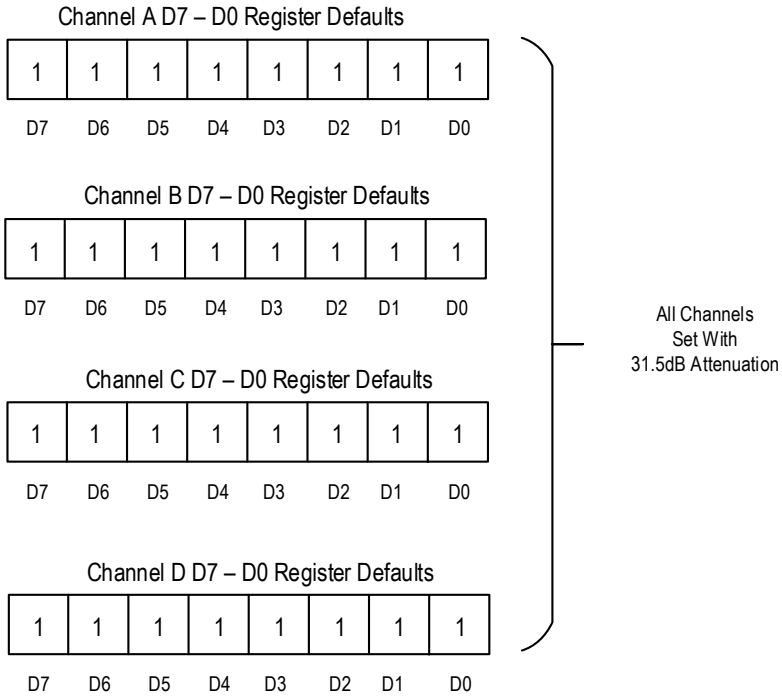 Channel A D7 – D0 Register Defaults
1 1 1 1 1 1 1 1
D7 D6 D5 D4 D3 D2 D1 D0
Channel B D7 – D0 Register Defaults
1 1 1 1 1 1 1 1
D7 D6 D5 D4 D3 D2 D1 D0
Channel C D7 – D0 Register Defaults
1 1 1 1 1 1 1 1
D7 D6 D5 D4 D3 D2 D1 D0
Channel D D7 – D0 Register Defaults
1 1 1 1 1 1 1 1
D7 D6 D5 D4 D3 D2 D1 D0
All Channels
Set With
31.5dB Attenuation